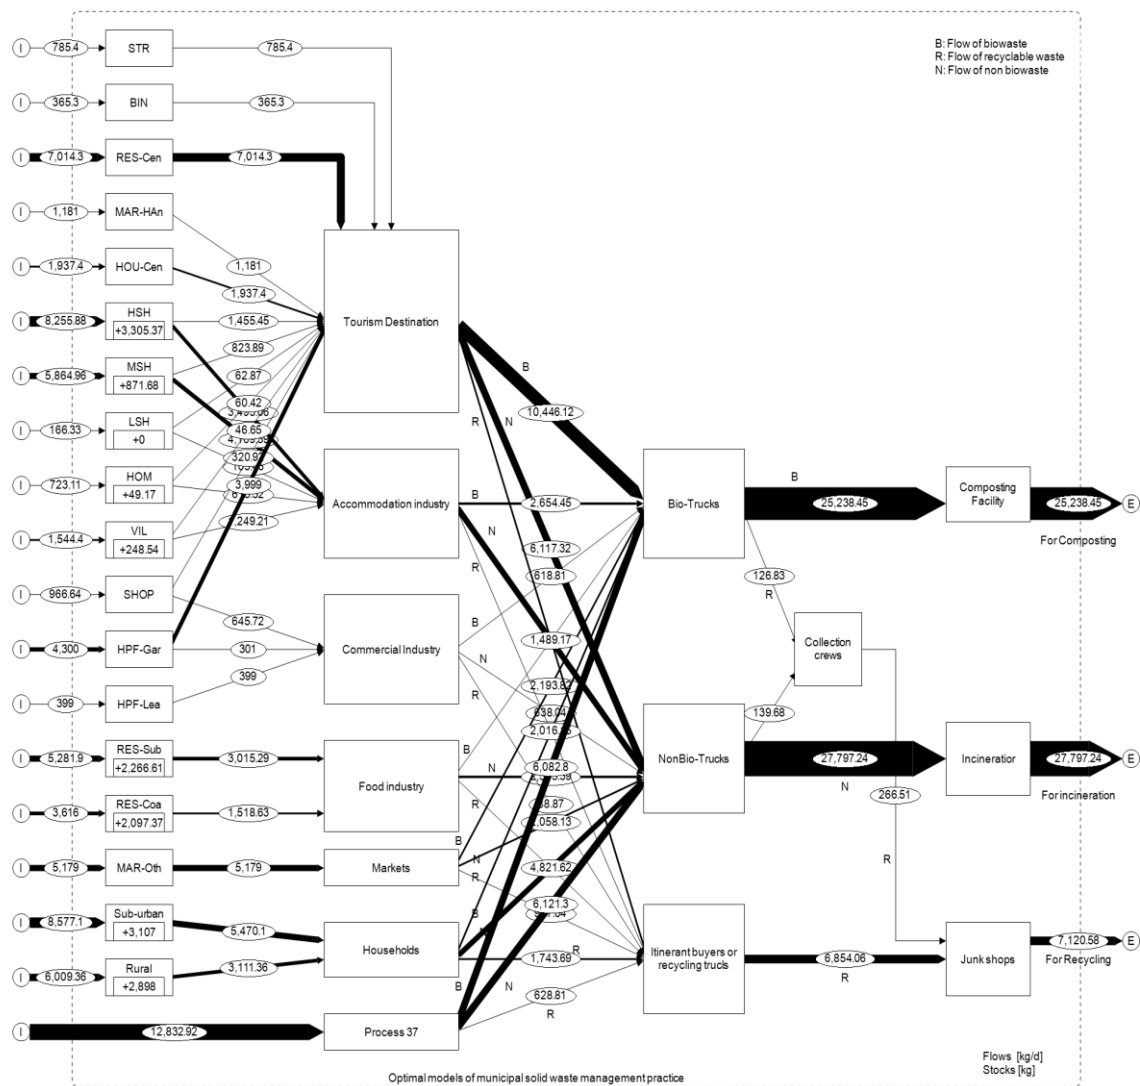 B: Flow of biowaste
R: Flow of recyclable waste
N: Flow of non biowaste
I
785.4
STR
785.4
I
365.3
BIN
365.3
I
7,014.3
RES-Cen
7,014.3
I
1,181
MAR-HAn
1,181
I
1,937.4
HOU-Cen
1,937.4
I
8,255.88
HSH
+3,305.37
1,455.45
I
5,864.96
MSH
+871.68
823.89
I
166.33
LSH
+0
62.87
I
723.11
HOM
+49.17
60.42
46.65
I
1,544.4
VIL
+248.54
3,999
I
966.64
SHOP
645.72
I
4,300
HPF-Gar
301
I
399
HPF-Lea
399
I
5,281.9
RES-Sub
+2,266.61
3,015.29
I
3,616
RES-Coa
+2,097.37
1,518.63
I
5,179
MAR-Oth
5,179
I
8,577.1
Sub-urban
+3,107
5,470.1
I
6,009.36
Rural
+2,898
3,111.36
I
12,832.92
Tourism Destination
Accommodation industry
Commercial Industry
Food industry
Markets
Households
Process 37
B
R
N
B
N
R
B
N
R
B
N
R
B
N
R
B
N
R
B
N
R
10,446.12
2,654.45
6,117.32
618.81
1,489.17
2,193.82
638.04
6,082.8
4,821.62
6,121.3
1,743.69
628.81
Bio-Trucks
NonBio-Trucks
Itinerant buyers or
recycling trucls
B
25,238.45
Composting
Facility
25,238.45
E
For Composting
126.83
R
Collection
crews
139.68
27,797.24
N
Incineratior
27,797.24
E
For incineration
266.51
R
6,854.06
R
Junk shops
7,120.58
E
For Recycling
Flows [kg/d]
Stocks [kg]
Optimal models of municipal solid waste management practice